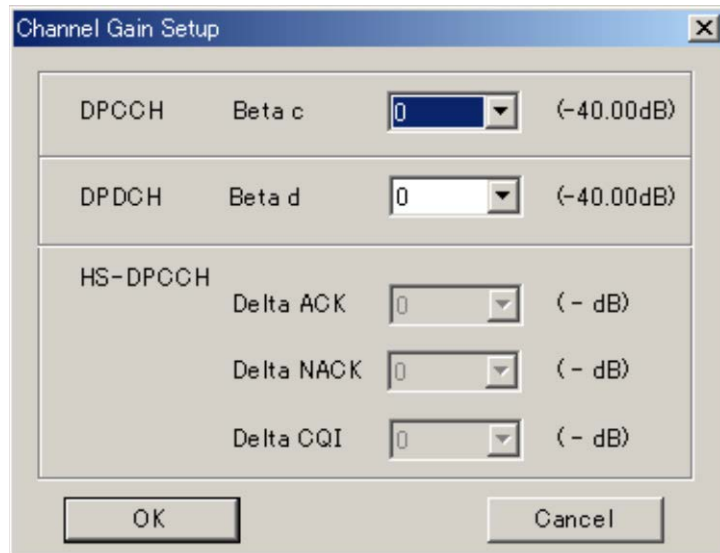 Channel Gain Setup
DPCCH Beta c 0 (-40.00dB)
DPDCH Beta d 0 (-40.00dB)
HS-DPCCH
Delta ACK 0 ( - dB)
Delta NACK 0 ( - dB)
Delta CQI 0 ( - dB)
OK Cancel